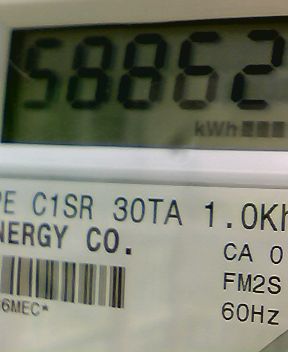 58862
kWh
PE C1SR 30TA 1.0Kh
NERGY CO.
CA 0
FM2S
6MEC*
60Hz